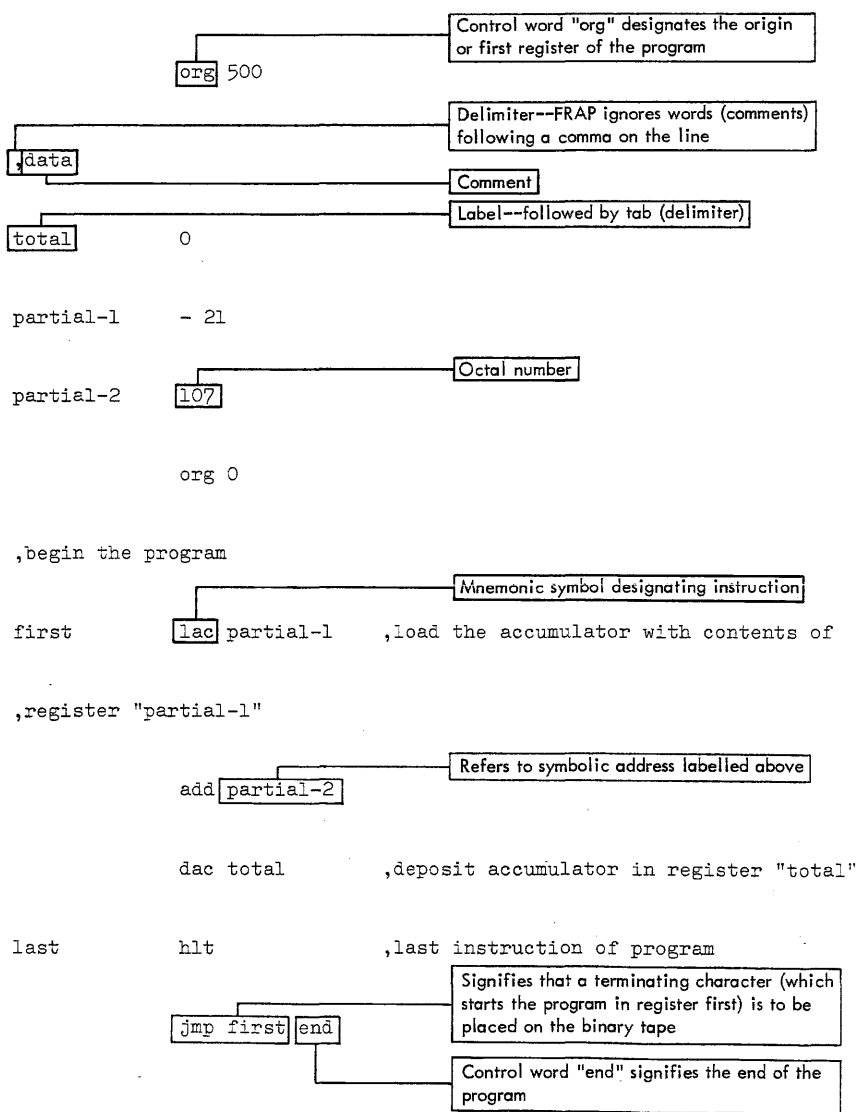 Control word "org" designates the origin
or first register of the program
org 500
Delimiter--FRAP ignores words (comments)
following a comma on the line
,data
Comment
Label--followed by tab (delimiter)
total 0
partial-1 - 21
Octal number
partial-2 107
org 0
,begin the program
Mnemonic symbol designating instruction
first lac partial-1 ,load the accumulator with contents of
,register "partial-1"
Refers to symbolic address labelled above
add partial-2
dac total ,deposit accumulator in register "total"
last hlt ,last instruction of program
Signifies that a terminating character (which
starts the program in register first) is to be
placed on the binary tape
jmp first end
Control word "end" signifies the end of the
program